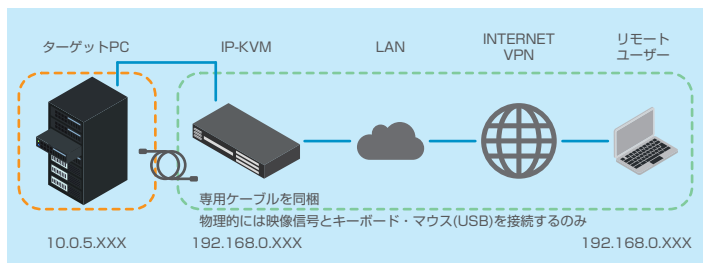 ターゲットPC
IP-KVM
LAN
INTERNET
VPN
リモート
ユーザー
専用ケーブルを同梱
物理的には映像信号とキーボード・マウス(USB)を接続するのみ
10.0.5.XXX
192.168.0.XXX
192.168.0.XXX